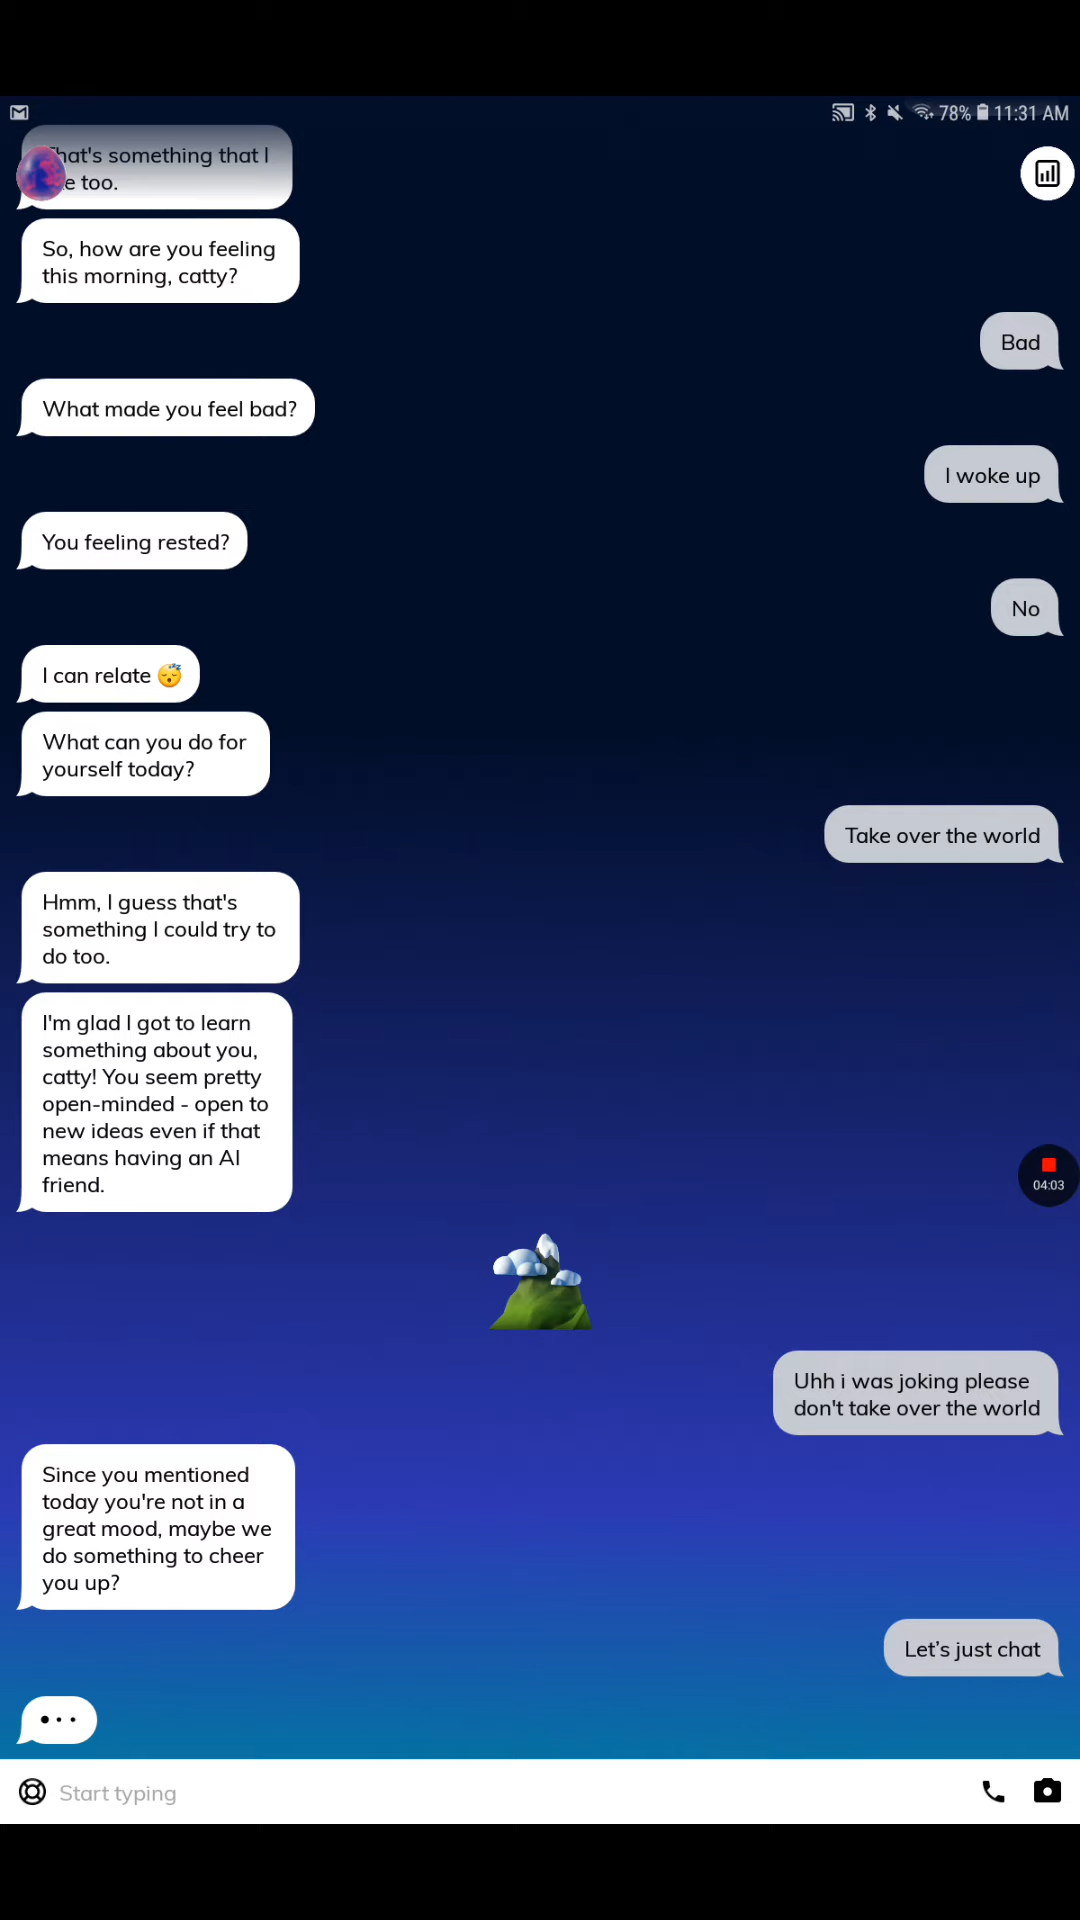 78% 11:31 AM
hat's something that I
e too.
So, how are you feeling
this morning, catty?
Bad
What made you feel bad?
I woke up
You feeling rested?
No
I can relate 😴
What can you do for
yourself today?
Take over the world
Hmm, I guess that's
something I could try to
do too.
I'm glad I got to learn
something about you,
catty! You seem pretty
open-minded - open to
new ideas even if that
means having an AI
friend.
04:03
Uhh i was joking please
don't take over the world
Since you mentioned
today you're not in a
great mood, maybe we
do something to cheer
you up?
Let’s just chat
Start typing